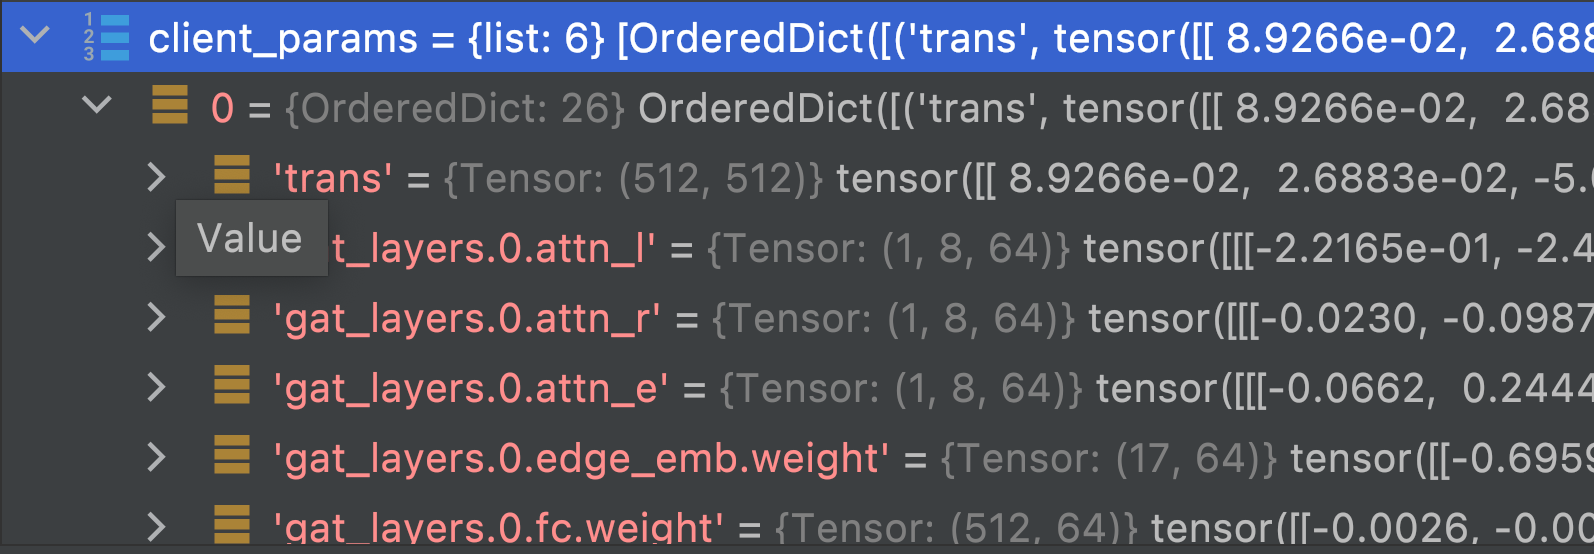 1
2
3
client_params = {list: 6} [OrderedDict([('trans', tensor([[ 8.9266e-02, 2.688
0 = {OrderedDict: 26} OrderedDict([('trans', tensor([[ 8.9266e-02, 2.68
'trans' = {Tensor: (512, 512)} tensor([[ 8.9266e-02, 2.6883e-02, -5.
Value
t_layers.0.attn_l' = {Tensor: (1, 8, 64)} tensor([[[-2.2165e-01, -2.4
'gat_layers.0.attn_r' = {Tensor: (1, 8, 64)} tensor([[[-0.0230, -0.0987
'gat_layers.0.attn_e' = {Tensor: (1, 8, 64)} tensor([[[-0.0662, 0.2444
'gat_layers.0.edge_emb.weight' = {Tensor: (17, 64)} tensor([[-0.6959
'gat_layers.0.fc.weight' = {Tensor: (512, 64)} tensor([[-0.0026, -0.00